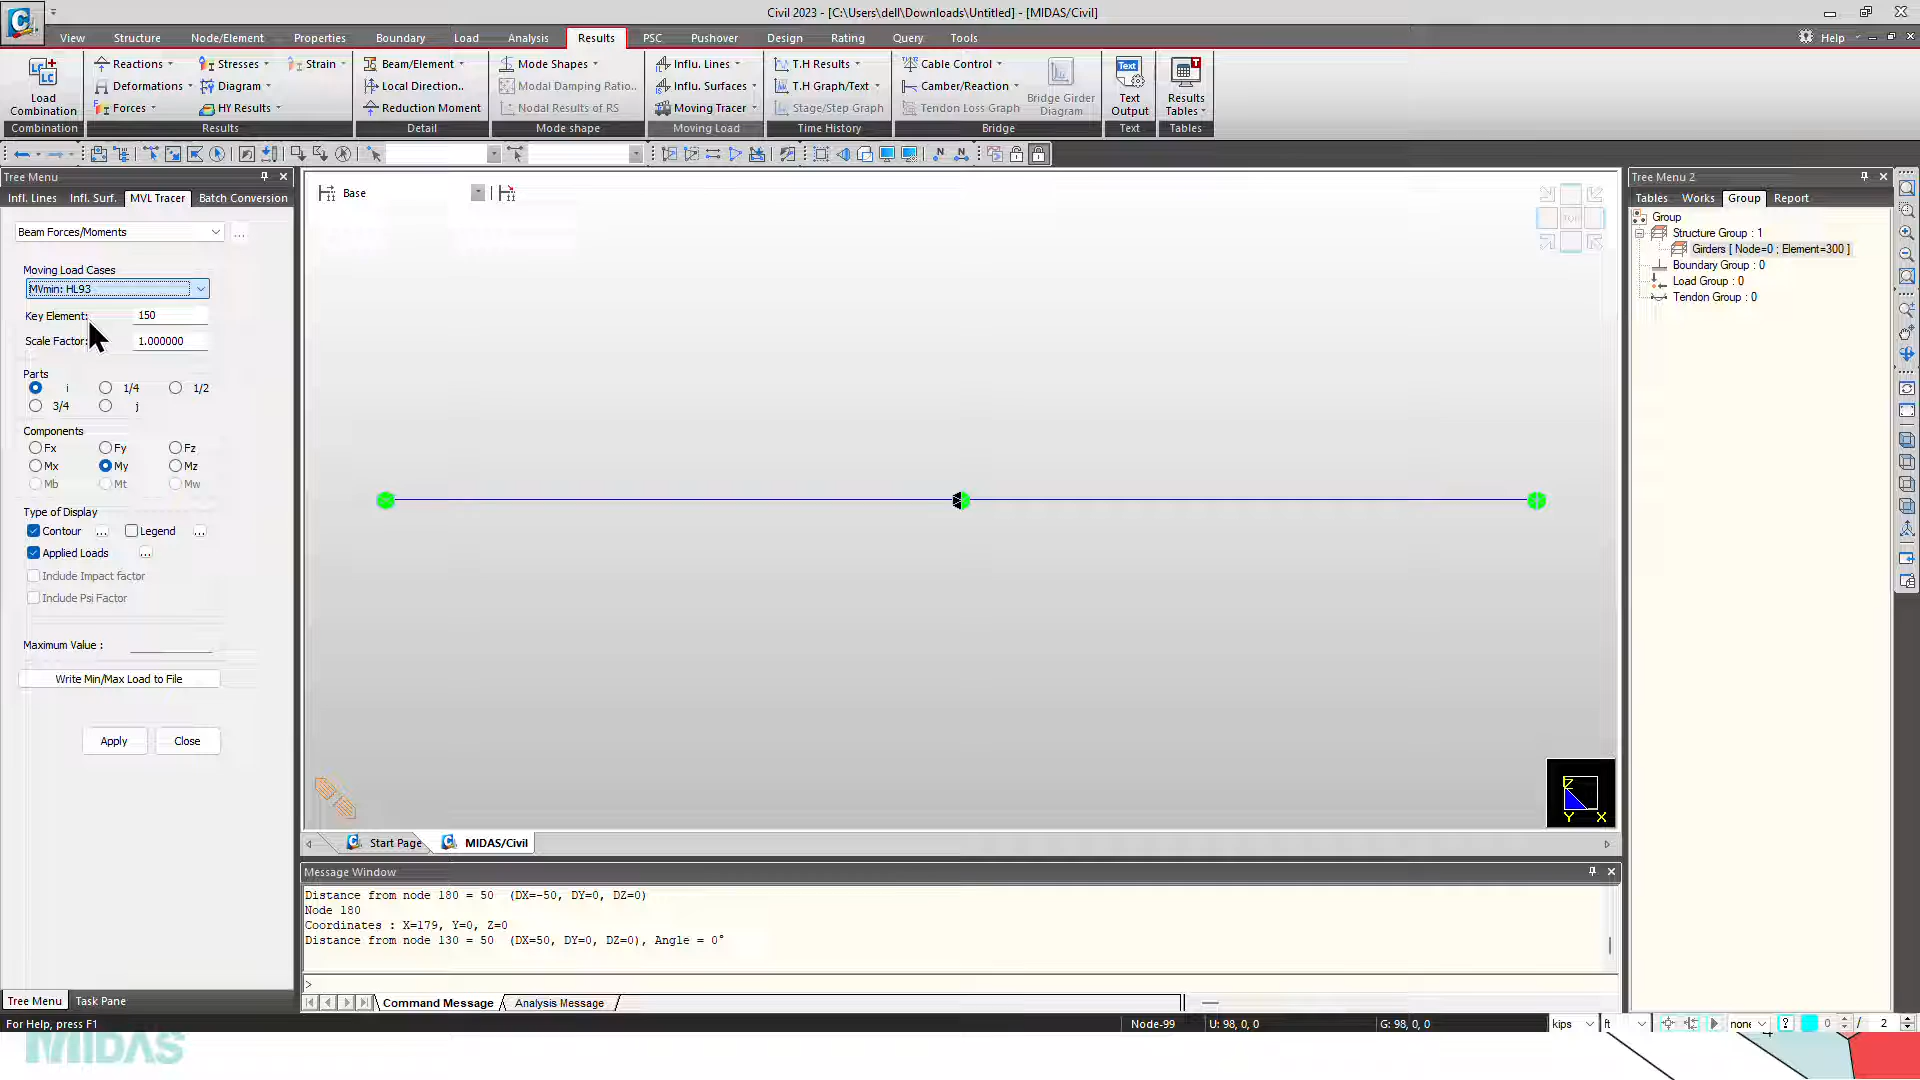 Civil 2023 - [C:\Users\dell\Downloads\Untitled] - [MIDAS/Civil]
View Structure Node/Element Properties Boundary Load Analysis Results PSC Pushover Design Rating Query Tools Help
Load Combination
Combination
Reactions Stresses Strain
Deformations Diagram
Forces HY Results
Results
Beam/Element
Local Direction..
Reduction Moment
Detail
Mode Shapes
Modal Damping Ratio..
Nodal Results of RS
Mode shape
Influ. Lines
Influ. Surfaces
Moving Tracer
Moving Load
T.H Results
T.H Graph/Text
Stage/Step Graph
Time History
Cable Control
Camber/Reaction
Tendon Loss Graph
Bridge Girder Diagram
Bridge
Text Output
Text
Results Tables
Tables
Tree Menu
Infl. Lines Infl. Surf. MVL Tracer Batch Conversion
Beam Forces/Moments ...
Moving Load Cases
MVmin: HL93
Key Element: 150
Scale Factor: 1.000000
Parts
i 1/4 1/2
3/4 j
Components
Fx Fy Fz
Mx My Mz
Mb Mt Mw
Type of Display
Contour ... Legend ...
Applied Loads ...
Include Impact factor
Include Psi Factor
Maximum Value :
Write Min/Max Load to File
Apply Close
Tree Menu Task Pane
Base
TOP
Z
Y X
Start Page MIDAS/Civil
Message Window
Distance from node 180 = 50 (DX=-50, DY=0, DZ=0)
Node 180
Coordinates : X=179, Y=0, Z=0
Distance from node 130 = 50 (DX=50, DY=0, DZ=0), Angle = 0°
>
Command Message Analysis Message
Tree Menu 2
Tables Works Group Report
Group
Structure Group : 1
Girders [ Node=0 ; Element=300 ]
Boundary Group : 0
Load Group : 0
Tendon Group : 0
For Help, press F1 Node-99 U: 98, 0, 0 G: 98, 0, 0 kips ft none ? 0 / 2
MIDAS